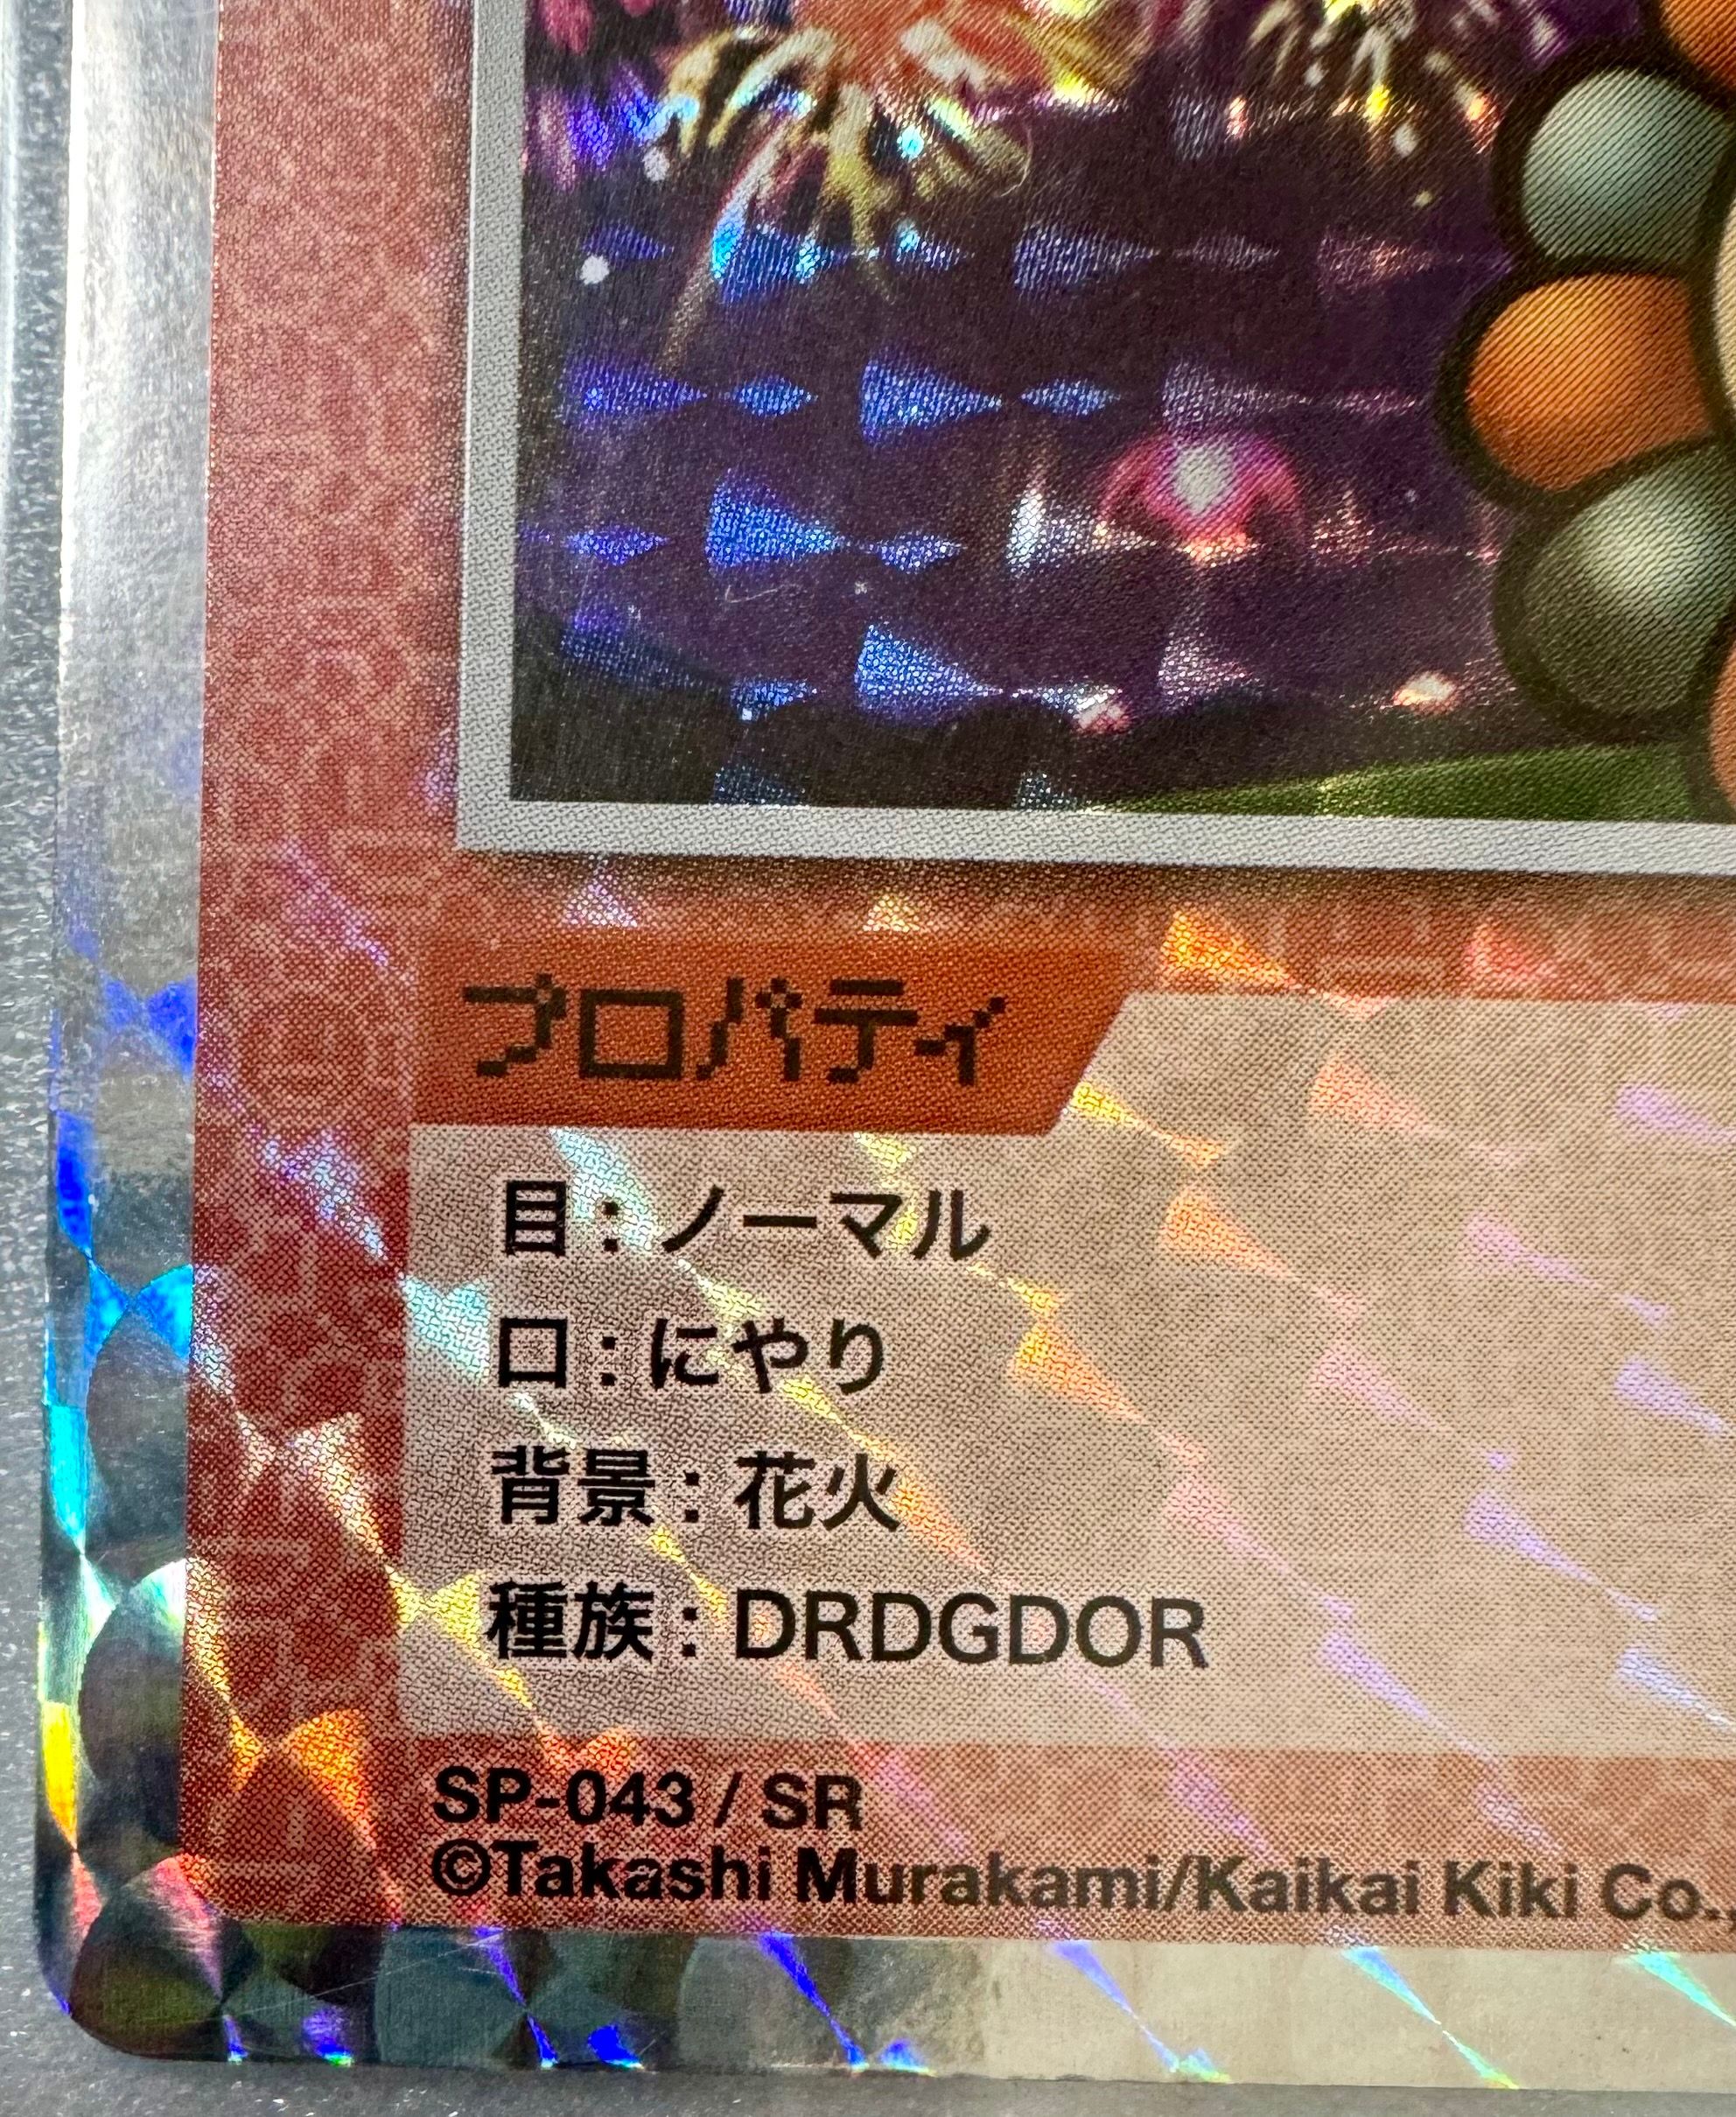 プロパティ
目：ノーマル
口：にやり
背景：花火
種族：DRDGDOR
SP-043 / SR
©Takashi Murakami/Kaikai Kiki Co.,